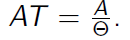 AT = A/Θ.